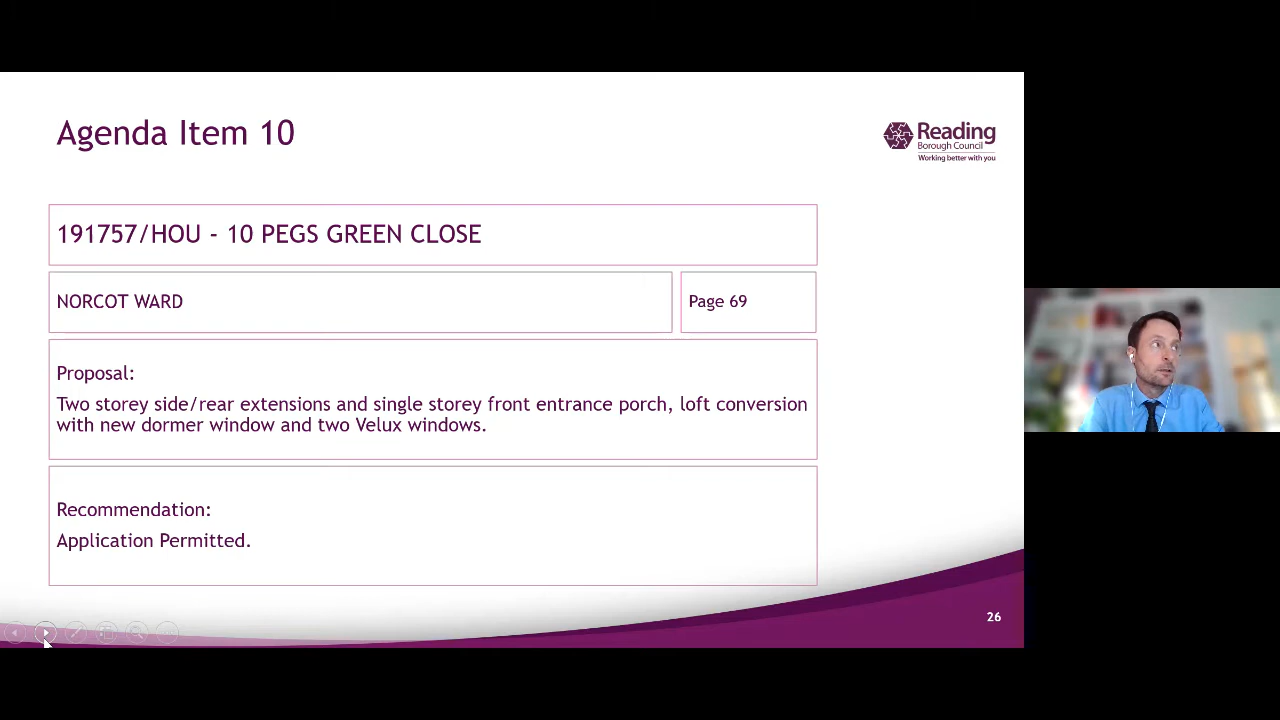 Agenda Item 10
Reading
Borough Council
Working better with you
191757/HOU - 10 PEGS GREEN CLOSE
NORCOT WARD
Page 69
Proposal:
Two storey side/rear extensions and single storey front entrance porch, loft conversion
with new dormer window and two Velux windows.
Recommendation:
Application Permitted.
26